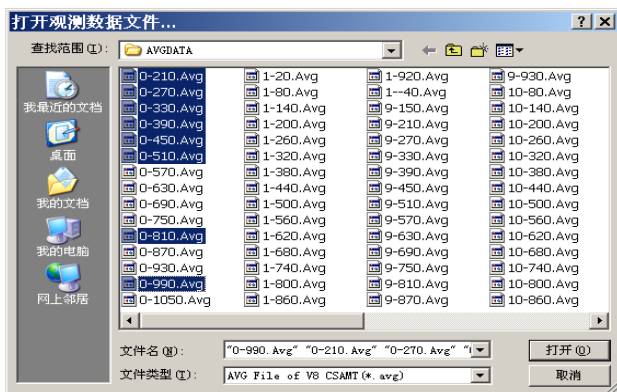 打开观测数据文件...
查找范围(I): AVGDATA
我最近的文档
桌面
我的文档
我的电脑
网上邻居
0-210.Avg 1-20.Avg 1-920.Avg 9-930.Avg
0-270.Avg 1-80.Avg 1--40.Avg 10-80.Avg
0-330.Avg 1-140.Avg 9-150.Avg 10-140.Avg
0-390.Avg 1-200.Avg 9-210.Avg 10-200.Avg
0-450.Avg 1-260.Avg 9-270.Avg 10-260.Avg
0-510.Avg 1-320.Avg 9-330.Avg 10-320.Avg
0-570.Avg 1-380.Avg 9-390.Avg 10-380.Avg
0-630.Avg 1-440.Avg 9-450.Avg 10-440.Avg
0-690.Avg 1-500.Avg 9-510.Avg 10-500.Avg
0-750.Avg 1-560.Avg 9-570.Avg 10-560.Avg
0-810.Avg 1-620.Avg 9-630.Avg 10-620.Avg
0-870.Avg 1-680.Avg 9-690.Avg 10-680.Avg
0-930.Avg 1-740.Avg 9-750.Avg 10-740.Avg
0-990.Avg 1-800.Avg 9-810.Avg 10-800.Avg
0-1050.Avg 1-860.Avg 9-870.Avg 10-860.Avg
文件名(N): "0-990.Avg" "0-210.Avg" "0-270.Avg" 打开(O)
文件类型(T): AVG File of V8 CSAMT(*.avg) 取消